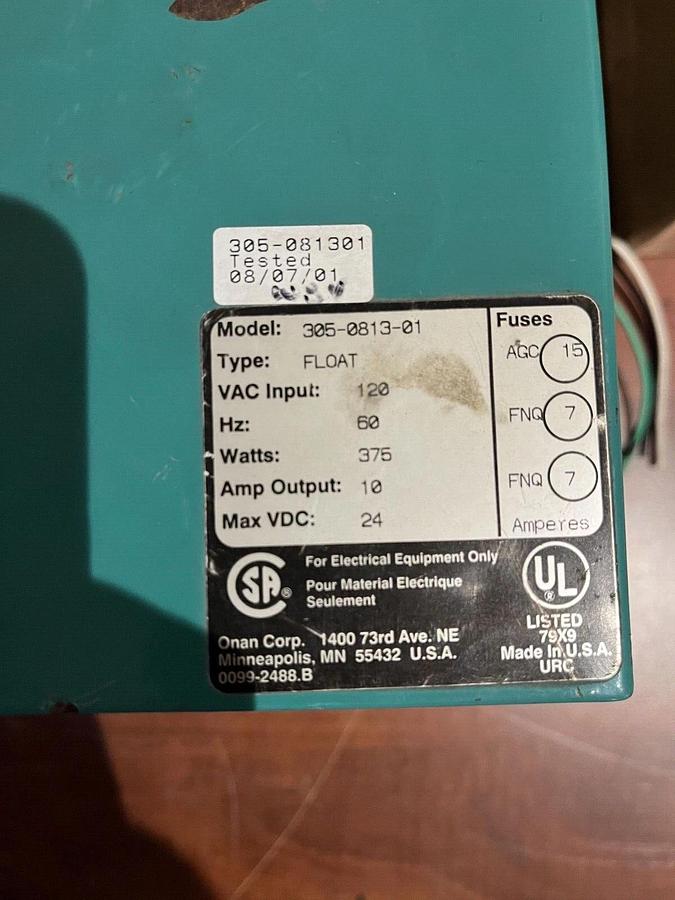 305-081301
Tested
08/07/01
Model: 305-0813-01
Type: FLOAT
VAC Input: 120
Hz: 60
Watts: 375
Amp Output: 10
Max VDC: 24
Fuses
AGC 15
FNQ 7
FNQ 7
Amperes
SA ®
For Electrical Equipment Only
Pour Material Electrique
Seulement
UL ®
LISTED
79X9
Made In U.S.A.
URC
Onan Corp. 1400 73rd Ave. NE
Minneapolis, MN 55432 U.S.A.
0099-2488.B